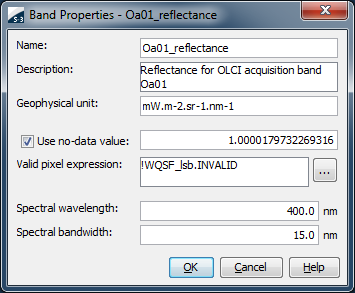 S-3 Band Properties - Oa01_reflectance
Name: Oa01_reflectance
Description: Reflectance for OLCI acquisition band
Oa01
Geophysical unit: mW.m-2.sr-1.nm-1
Use no-data value: 1.0000179732269316
Valid pixel expression: !WQSF_lsb.INVALID ...
Spectral wavelength: 400.0 nm
Spectral bandwidth: 15.0 nm
OK Cancel Help